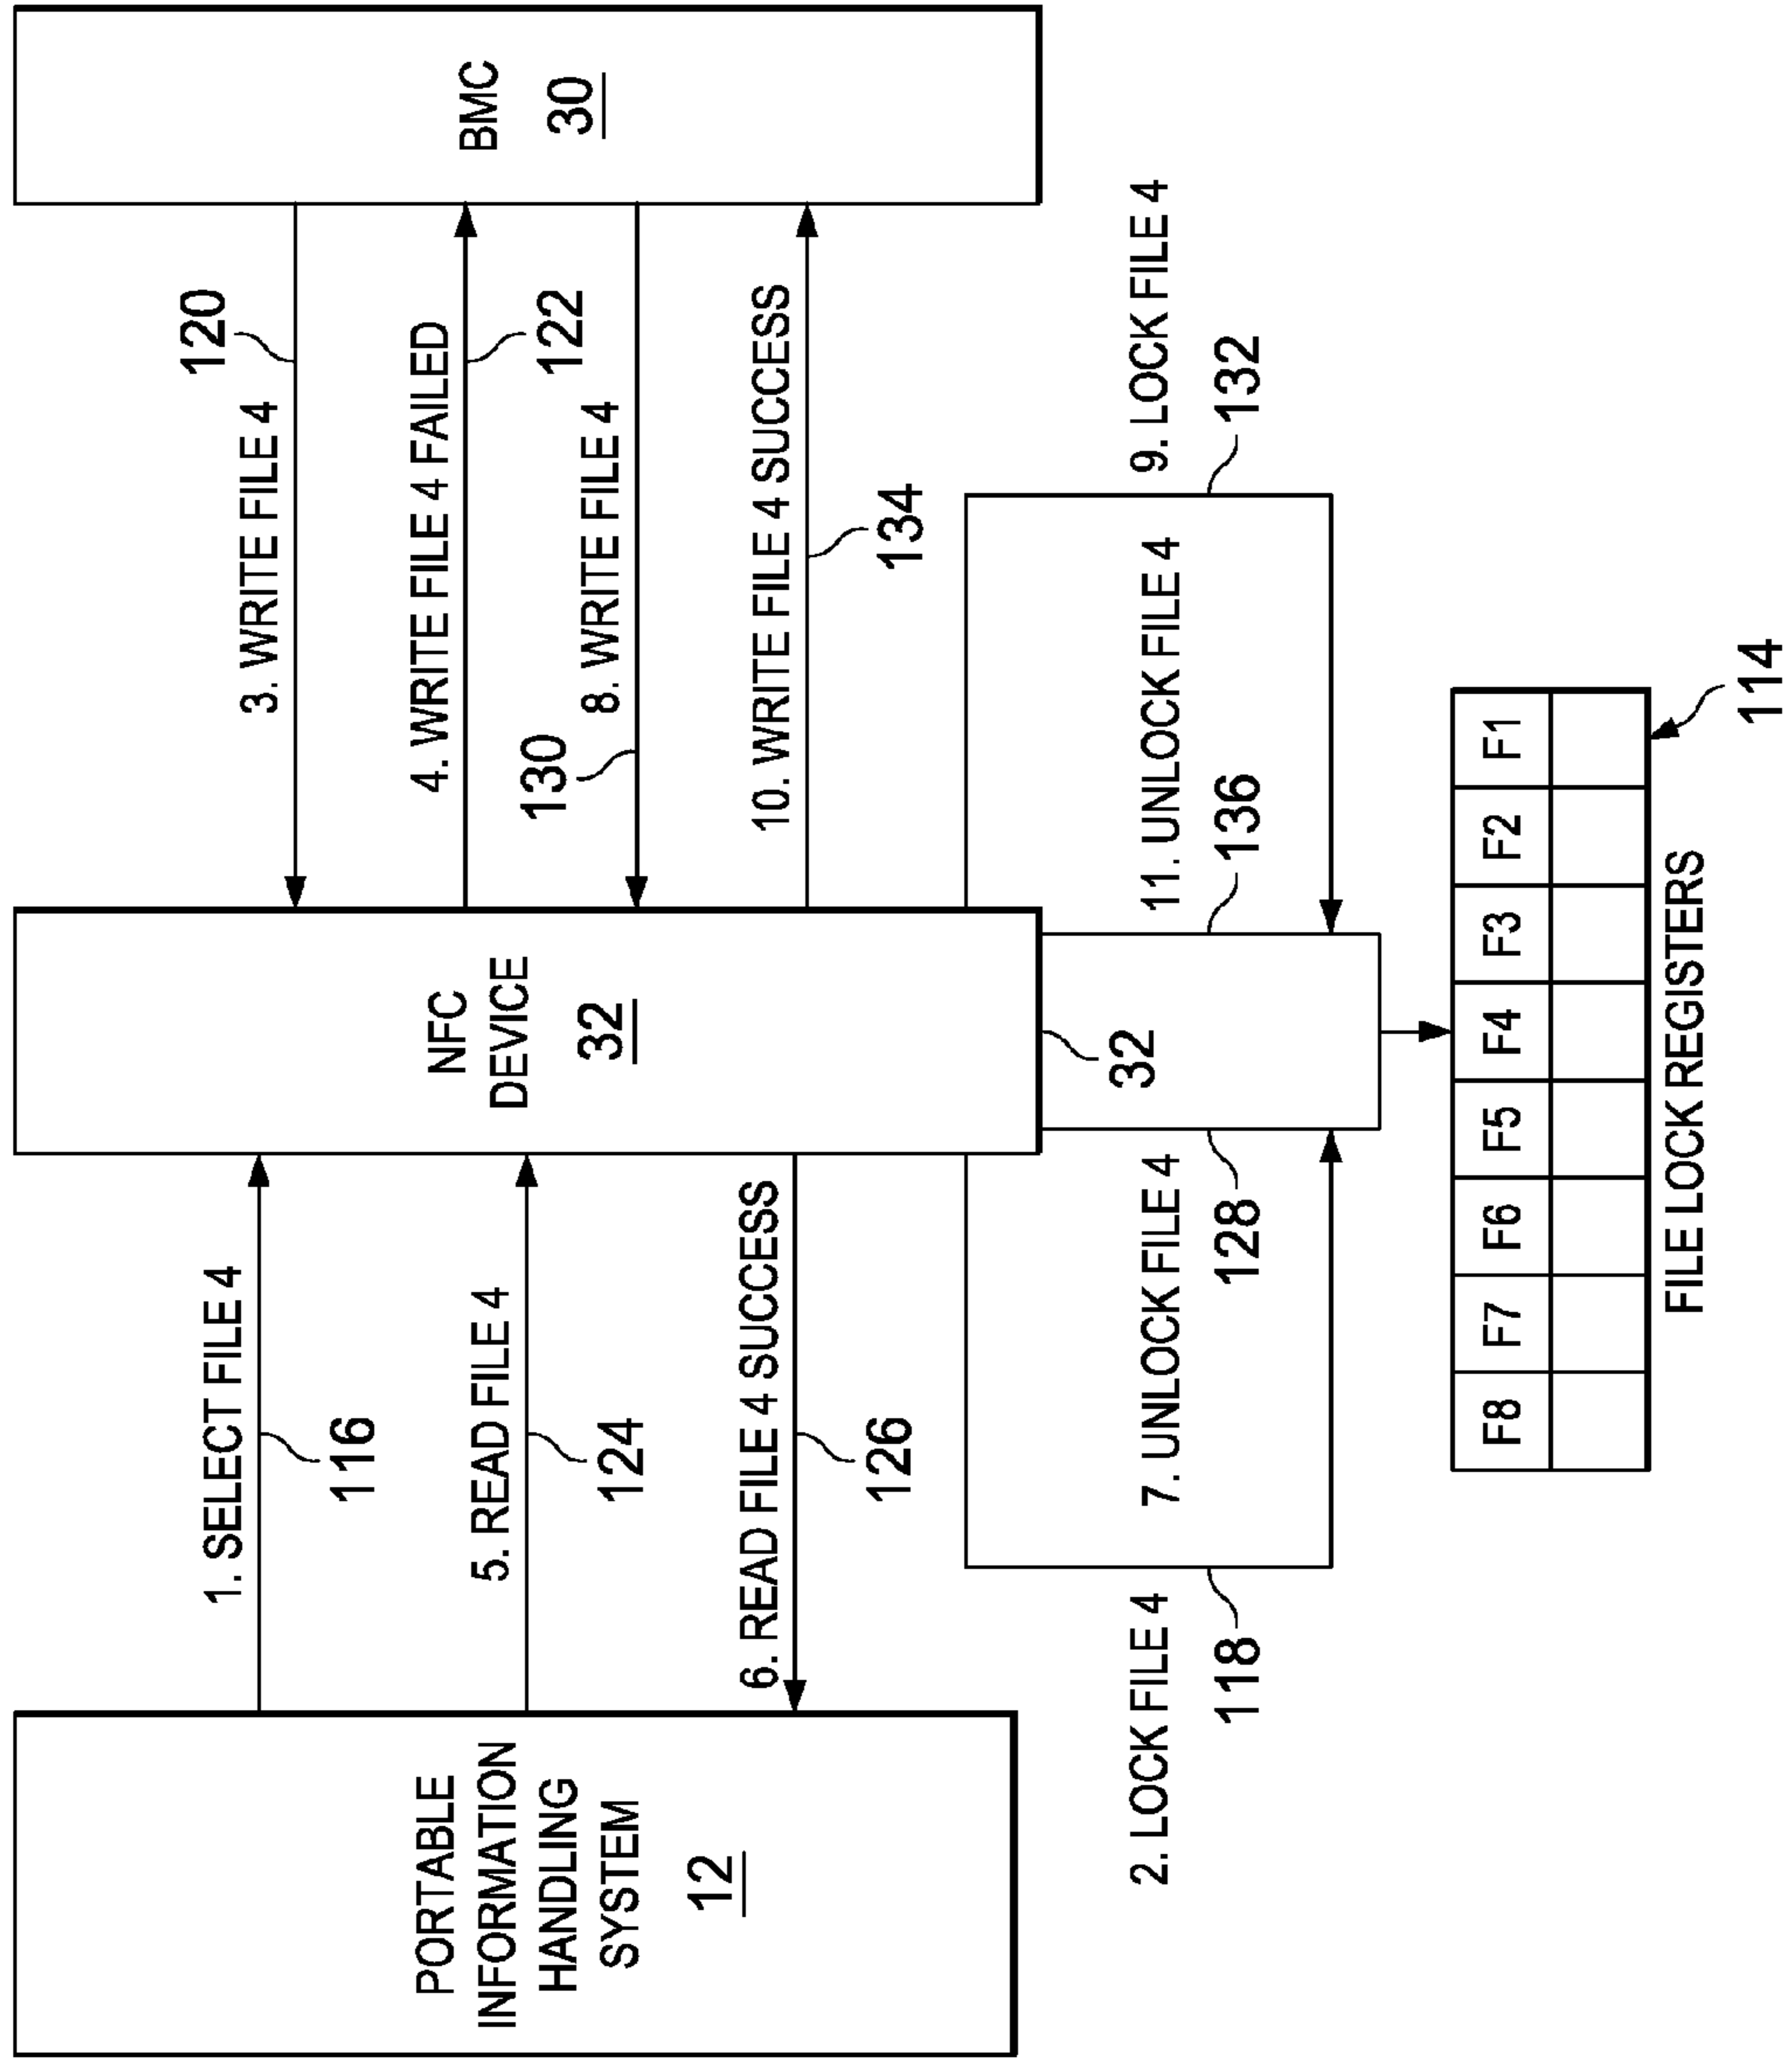 PORTABLE
INFORMATION
HANDLING
SYSTEM
12
1. SELECT FILE 4
116
5. READ FILE 4
124
6. READ FILE 4 SUCCESS
126
NFC
DEVICE
32
3. WRITE FILE 4
120
4. WRITE FILE 4 FAILED
122
8. WRITE FILE 4
130
10. WRITE FILE 4 SUCCESS
134
BMC
30
2. LOCK FILE 4
118
7. UNLOCK FILE 4
128
32
11. UNLOCK FILE 4
136
9. LOCK FILE 4
132
F8 F7 F6 F5 F4 F3 F2 F1
FILE LOCK REGISTERS
114